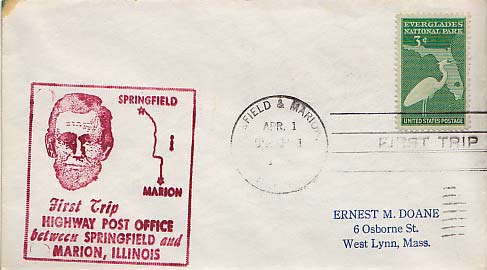 EVERGLADES
NATIONAL PARK
3¢
UNITED STATES POSTAGE
SPRINGFIELD
MARION
First Trip
HIGHWAY POST OFFICE
between SPRINGFIELD and
MARION, ILLINOIS
FIELD & MARION
APR. 1
FIRST TRIP
ERNEST M. DOANE
6 Osborne St.
West Lynn, Mass.